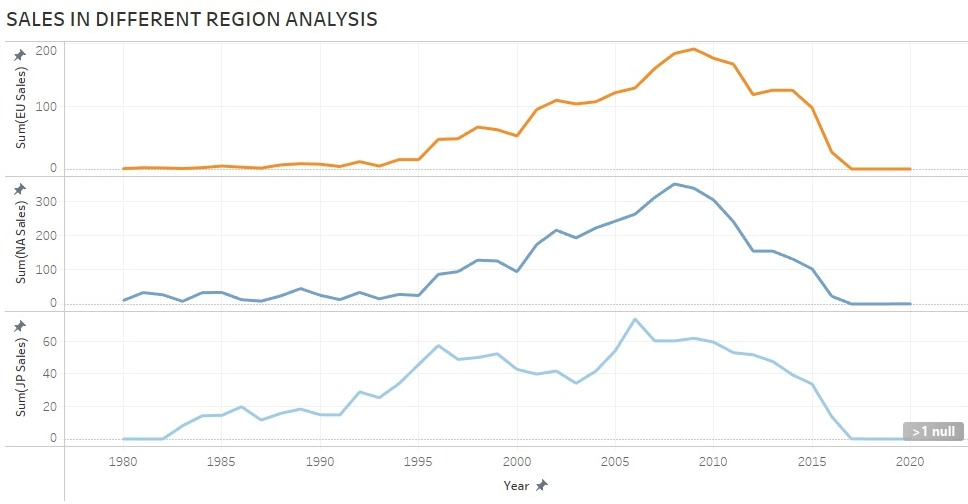 SALES IN DIFFERENT REGION ANALYSIS
Sum(EU Sales)
200
100
0
Sum(NA Sales)
300
200
100
0
Sum(JP Sales)
60
40
20
0
>1 null
1980 1985 1990 1995 2000 2005 2010 2015 2020
Year